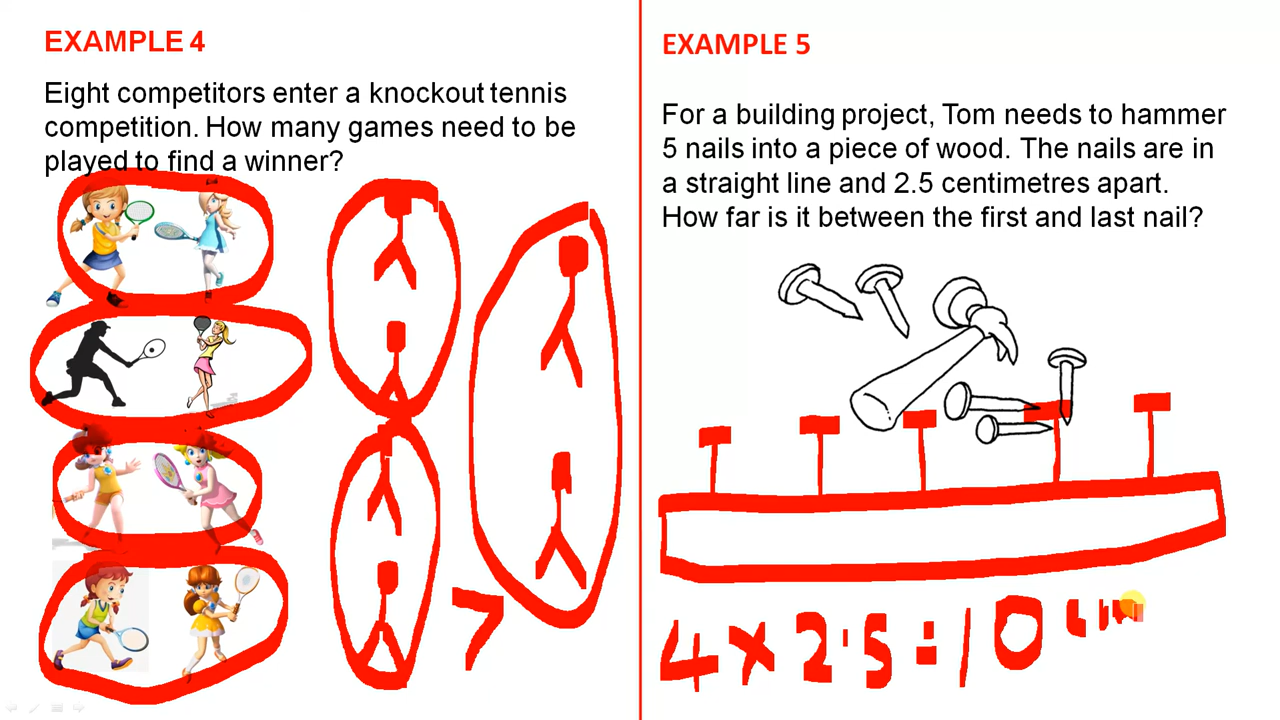 EXAMPLE 4
Eight competitors enter a knockout tennis
competition. How many games need to be
played to find a winner?
7
EXAMPLE 5
For a building project, Tom needs to hammer
5 nails into a piece of wood. The nails are in
a straight line and 2.5 centimetres apart.
How far is it between the first and last nail?
4 × 2.5 = 10 cm